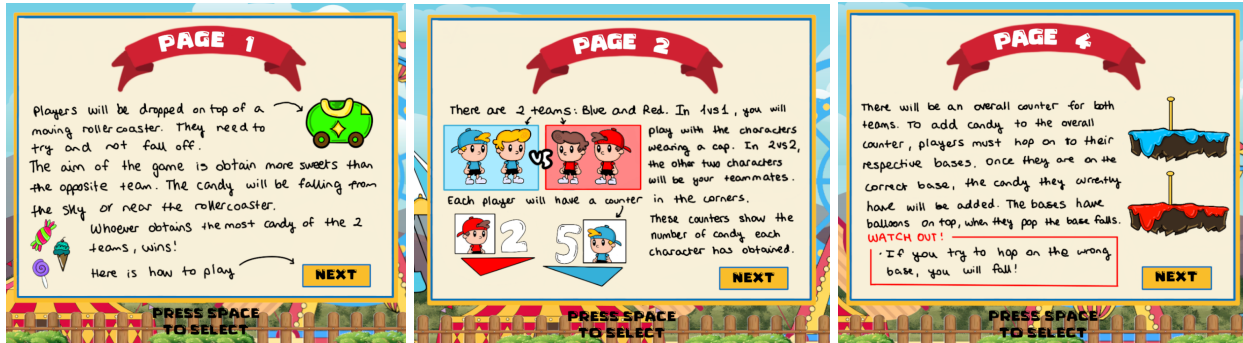 PAGE 1
Players will be dropped on top of a
moving rollercoaster. They need to
try and not fall off.
The aim of the game is obtain more sweets than
the opposite team. The candy will be falling from
the sky or near the rollercoaster.
Whoever obtains the most candy of the 2
teams, wins!
Here is how to play
NEXT
PRESS SPACE
TO SELECT
PAGE 2
There are 2 teams: Blue and Red. In 1vs1, you will
play with the characters
wearing a cap. In 2vs2,
the other two characters
will be your teammates.
VS
Each player will have a counter in the corners.
2
5
These counters show the
number of candy each
character has obtained.
NEXT
PRESS SPACE
TO SELECT
PAGE 4
There will be an overall counter for both
teams. To add candy to the overall
counter, players must hop on to their
respective bases. Once they are on the
correct base, the candy they currently
have will be added. The bases have
balloons on top, when they pop the base falls.
WATCH OUT!
· If you try to hop on the wrong
base, you will fall!
NEXT
PRESS SPACE
TO SELECT